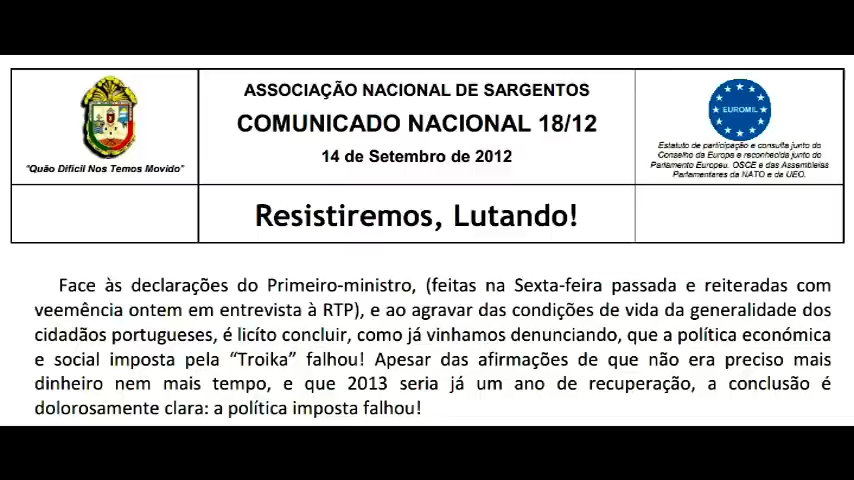 ASSOCIAÇÃO NACIONAL DE SARGENTOS
COMUNICADO NACIONAL 18/12
14 de Setembro de 2012
"Quão Difícil Nos Temos Movido"
EUROMIL
Estatuto de participação e consulta junto do
Conselho da Europa e reconhecida junto do
Parlamento Europeu, OSCE e das Assembleias
Parlamentares da NATO e da UEO.
Resistiremos, Lutando!
Face às declarações do Primeiro-ministro, (feitas na Sexta-feira passada e reiteradas com
veemência ontem em entrevista à RTP), e ao agravar das condições de vida da generalidade dos
cidadãos portugueses, é licíto concluir, como já vinhamos denunciando, que a política económica
e social imposta pela “Troika” falhou! Apesar das afirmações de que não era preciso mais
dinheiro nem mais tempo, e que 2013 seria já um ano de recuperação, a conclusão é
dolorosamente clara: a política imposta falhou!